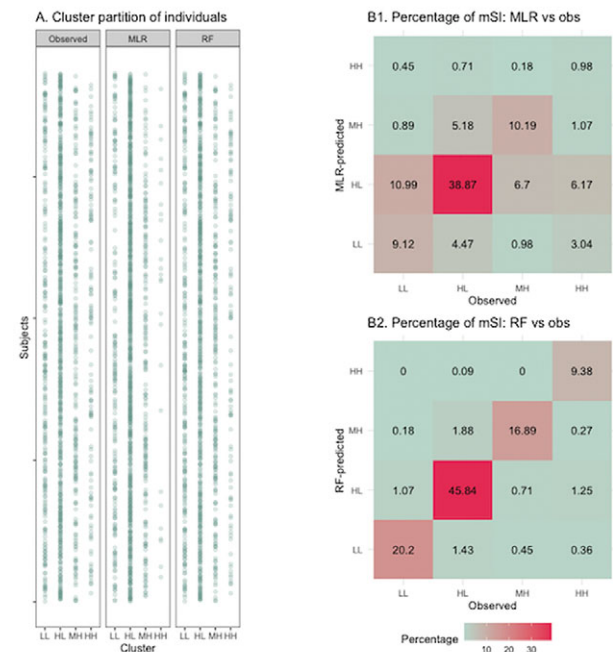 A. Cluster partition of individuals
Observed MLR RF
Subjects
LL HL MH HH LL HL MH HH LL HL MH HH
Cluster
B1. Percentage of mSI: MLR vs obs
MLR-predicted
HH 0.45 0.71 0.18 0.98
MH 0.89 5.18 10.19 1.07
HL 10.99 38.87 6.7 6.17
LL 9.12 4.47 0.98 3.04
LL HL MH HH
Observed
B2. Percentage of mSI: RF vs obs
RF-predicted
HH 0 0.09 0 9.38
MH 0.18 1.88 16.89 0.27
HL 1.07 45.84 0.71 1.25
LL 20.2 1.43 0.45 0.36
LL HL MH HH
Observed
Percentage
10 20 30